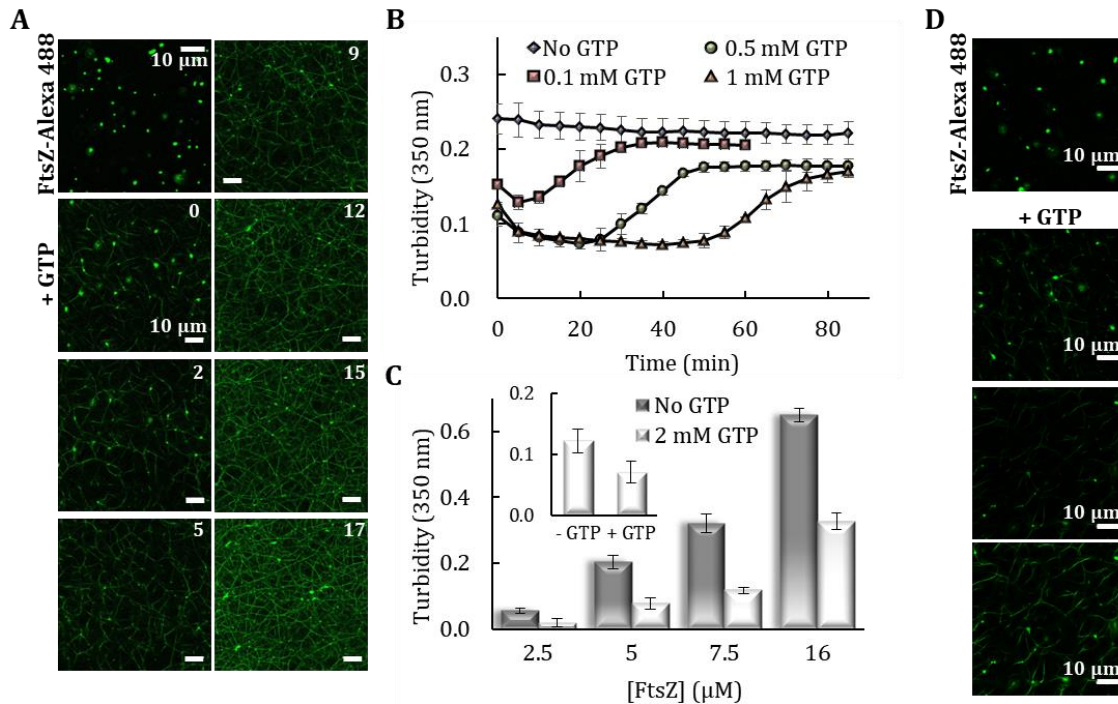 A
FtsZ-Alexa 488
10 µm
9
+ GTP
0
10 µm
12
2
15
5
17
B
No GTP
0.5 mM GTP
0.1 mM GTP
1 mM GTP
Turbidity (350 nm)
0.3
0.2
0.1
0.0
0 20 40 60 80
Time (min)
C
No GTP
2 mM GTP
Turbidity (350 nm)
0.6
0.4
0.2
0.0
0.2
0.1
0.0
- GTP + GTP
2.5 5 7.5 16
[FtsZ] (µM)
D
FtsZ-Alexa 488
10 µm
+ GTP
10 µm
10 µm
10 µm